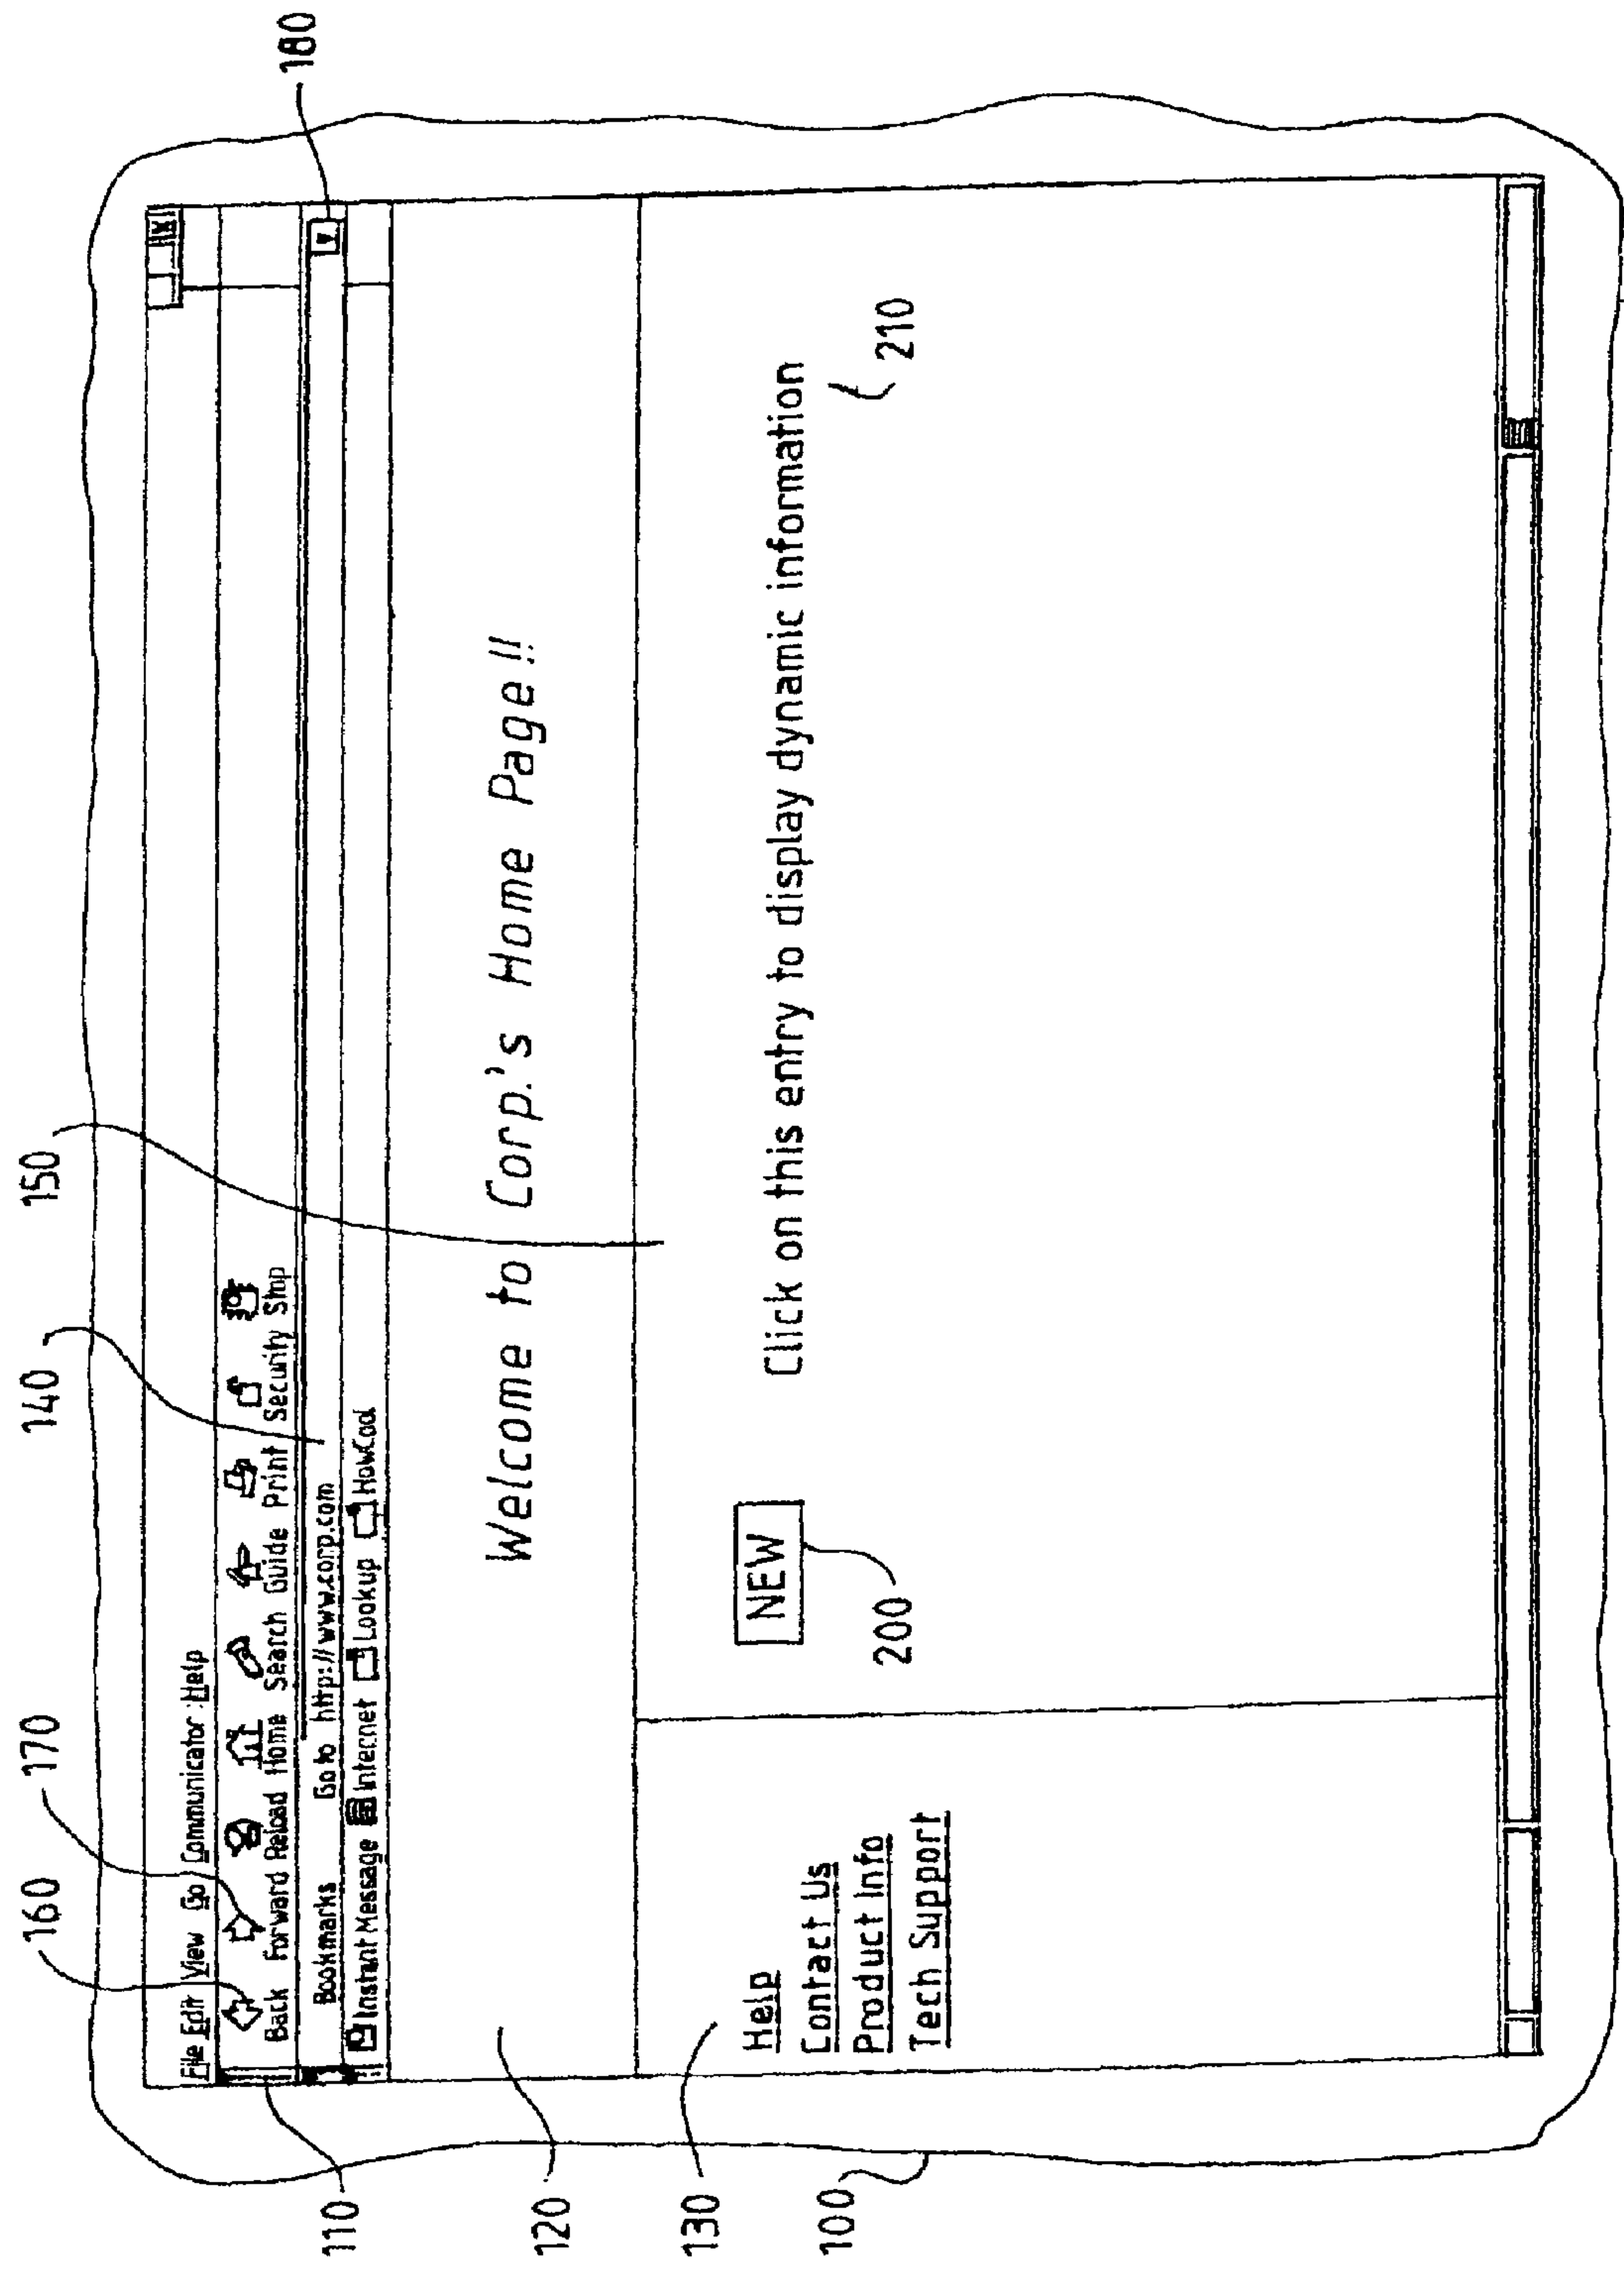 140
150
160
170
180
File Edit View Go Communicator Help
Back Forward Reload Home Search Guide Print Security Stop
Bookmarks Go to http://www.corp.com
Instant Message Internet Lookup HowCool
110
Welcome to Corp.'s Home Page!!
120
130
Help
Contact Us
Product Info
Tech Support
NEW
Click on this entry to display dynamic information
200
210
100